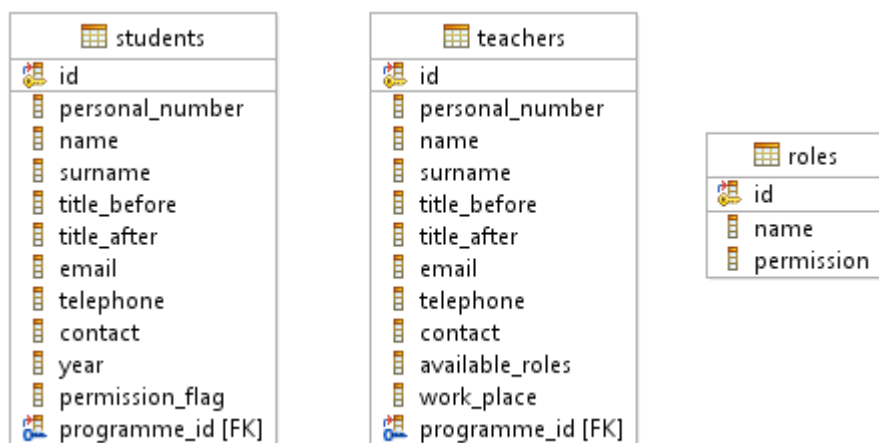 students
id
personal_number
name
surname
title_before
title_after
email
telephone
contact
year
permission_flag
programme_id [FK]
teachers
id
personal_number
name
surname
title_before
title_after
email
telephone
contact
available_roles
work_place
programme_id [FK]
roles
id
name
permission